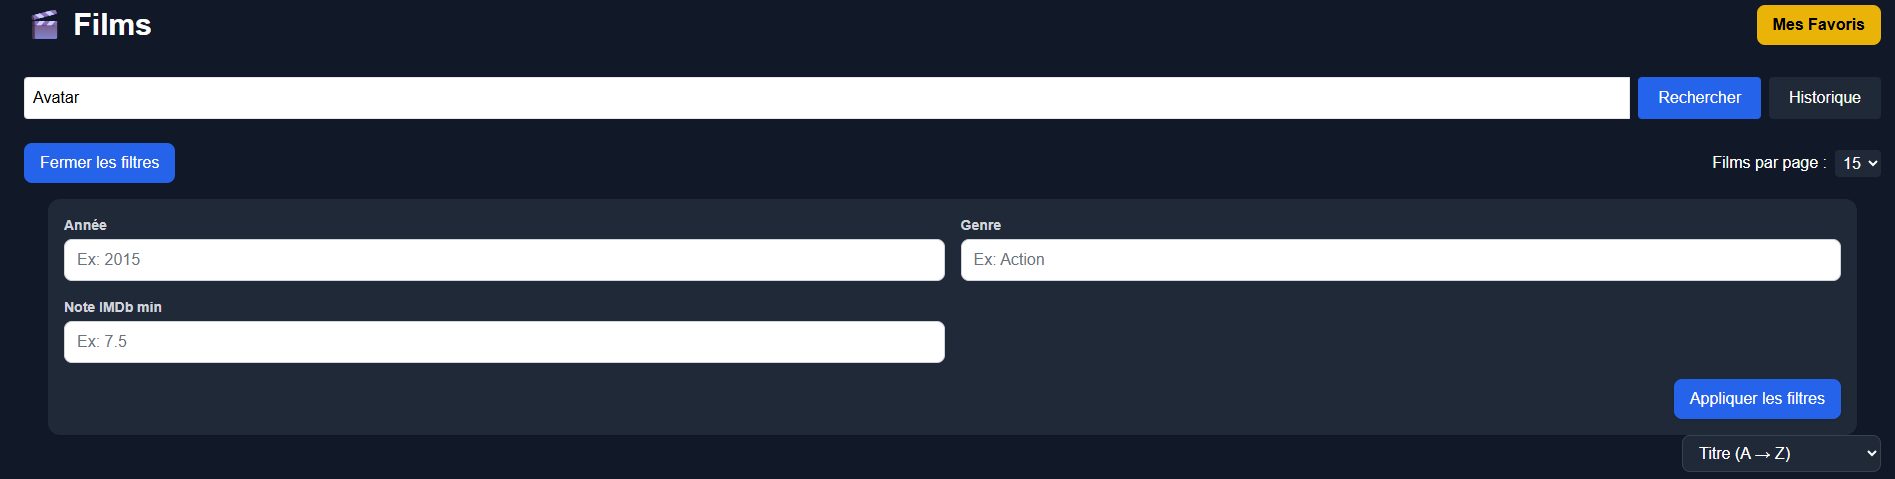 Films
Mes Favoris
Avatar
Rechercher
Historique
Fermer les filtres
Films par page : 15
Année
Genre
Ex: 2015
Ex: Action
Note IMDb min
Ex: 7.5
Appliquer les filtres
Titre (A → Z)